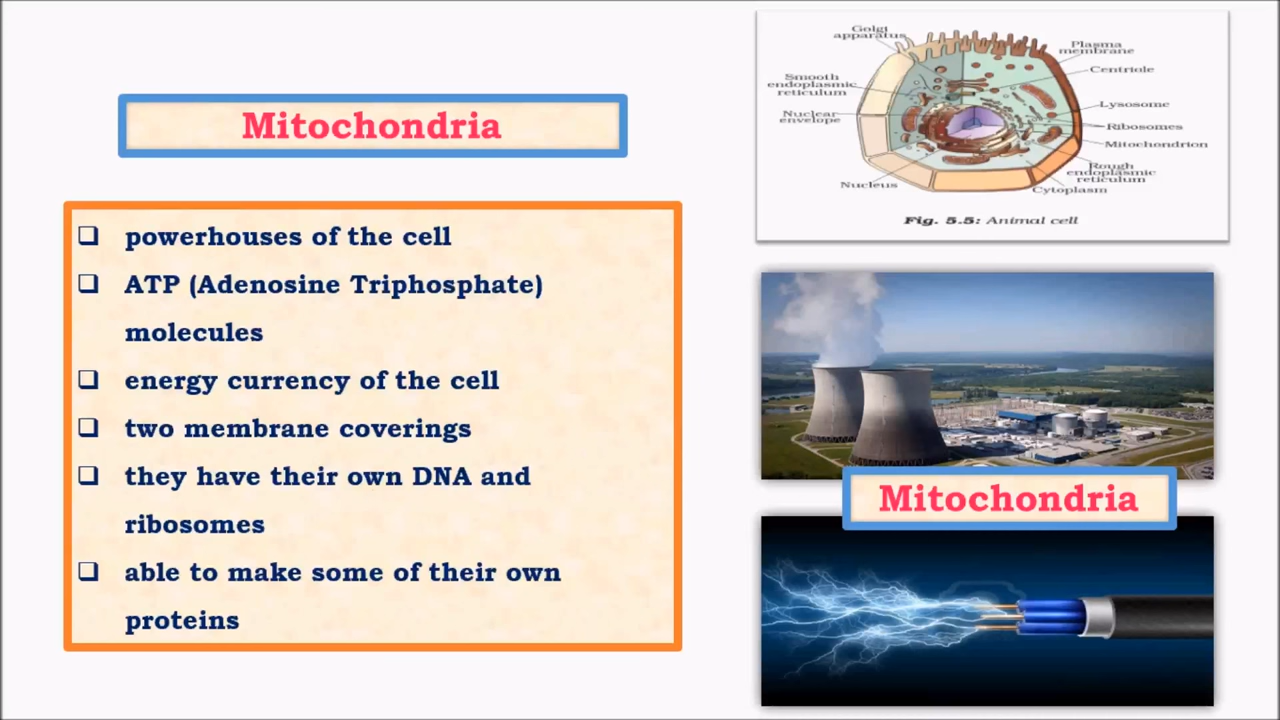 Mitochondria
powerhouses of the cell
ATP (Adenosine Triphosphate)
molecules
energy currency of the cell
two membrane coverings
they have their own DNA and
ribosomes
able to make some of their own
proteins
Golgi
apparatus
Smooth
endoplasmic
reticulum
Nuclear
envelope
Nucleus
Plasma
membrane
Centriole
Lysosome
Ribosomes
Mitochondrion
Rough
endoplasmic
reticulum
Cytoplasm
Fig. 5.5: Animal cell
Mitochondria